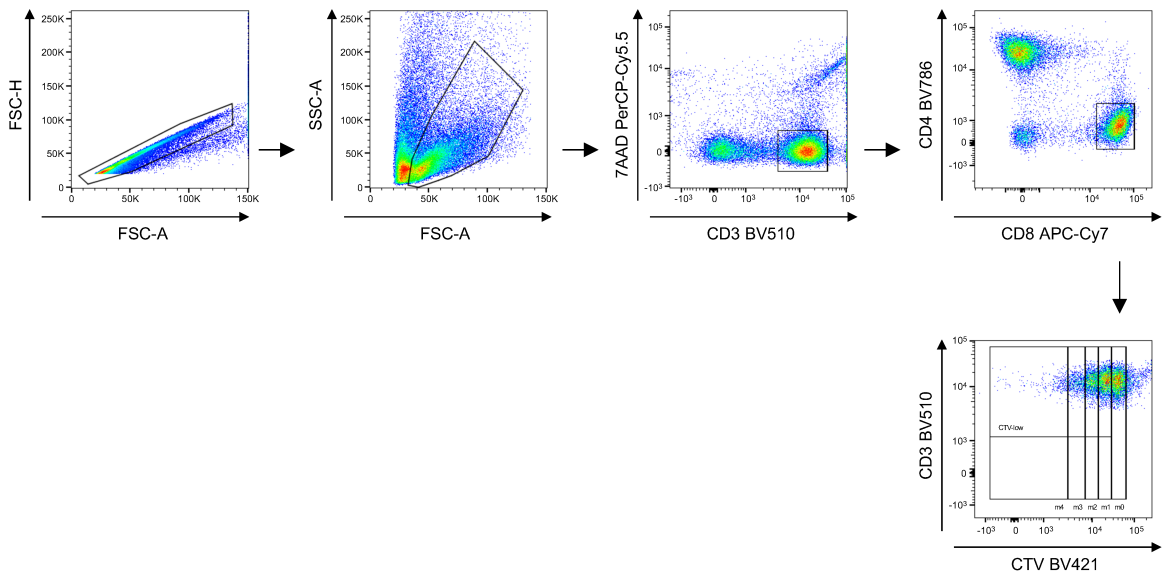 250K
200K
150K
100K
50K
0
FSC-H
0 50K 100K 150K
FSC-A
250K
200K
150K
100K
50K
0
SSC-A
0 50K 100K 150K
FSC-A
10⁵
10⁴
10³
0
-10³
7AAD PerCP-Cy5.5
-10³ 0 10³ 10⁴ 10⁵
CD3 BV510
10⁵
10⁴
10³
0
CD4 BV786
0 10⁴ 10⁵
CD8 APC-Cy7
10⁵
10⁴
10³
0
-10³
CD3 BV510
CTV-low
m4 m3 m2 m1 m0
-10³ 0 10³ 10⁴ 10⁵
CTV BV421